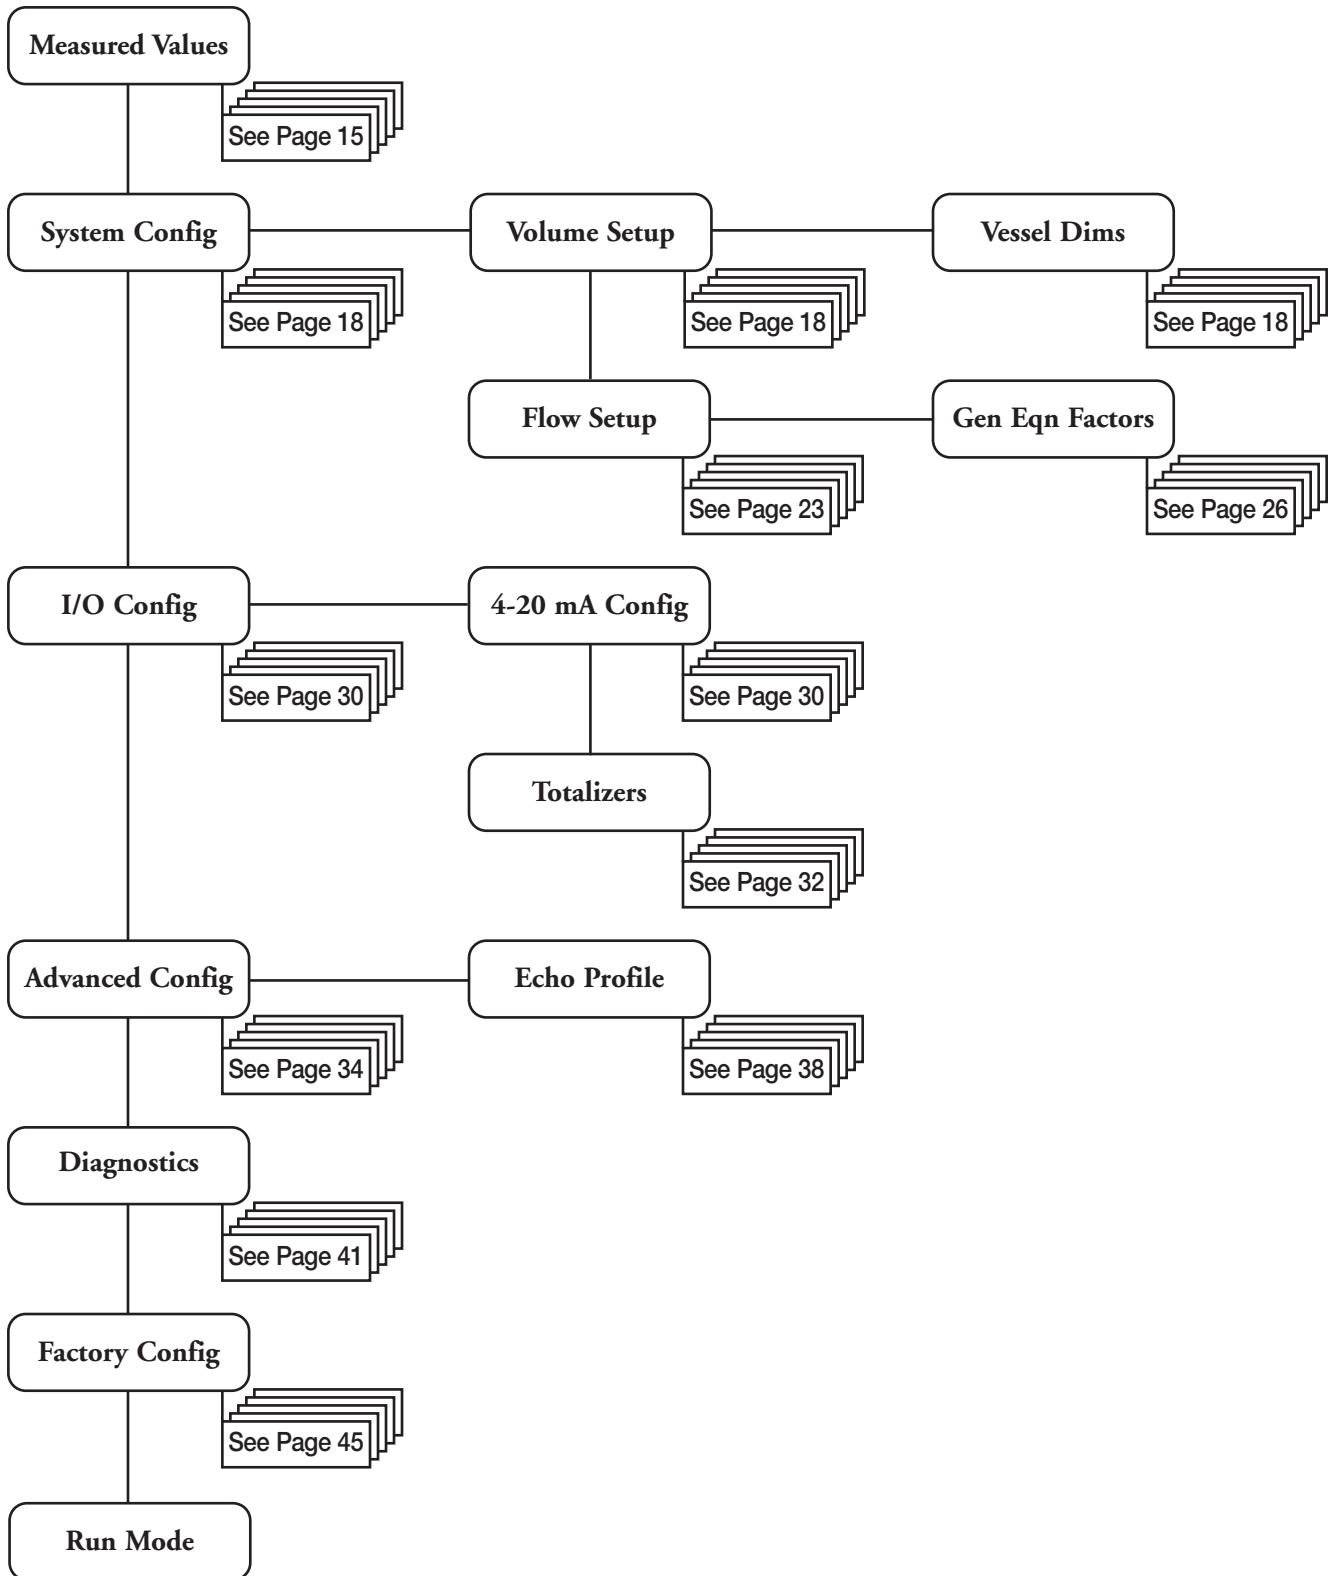 Measured Values
See Page 15
System Config
Volume Setup
Vessel Dims
See Page 18
See Page 18
See Page 18
Flow Setup
Gen Eqn Factors
See Page 23
See Page 26
I/O Config
4-20 mA Config
See Page 30
See Page 30
Totalizers
See Page 32
Advanced Config
Echo Profile
See Page 34
See Page 38
Diagnostics
See Page 41
Factory Config
See Page 45
Run Mode